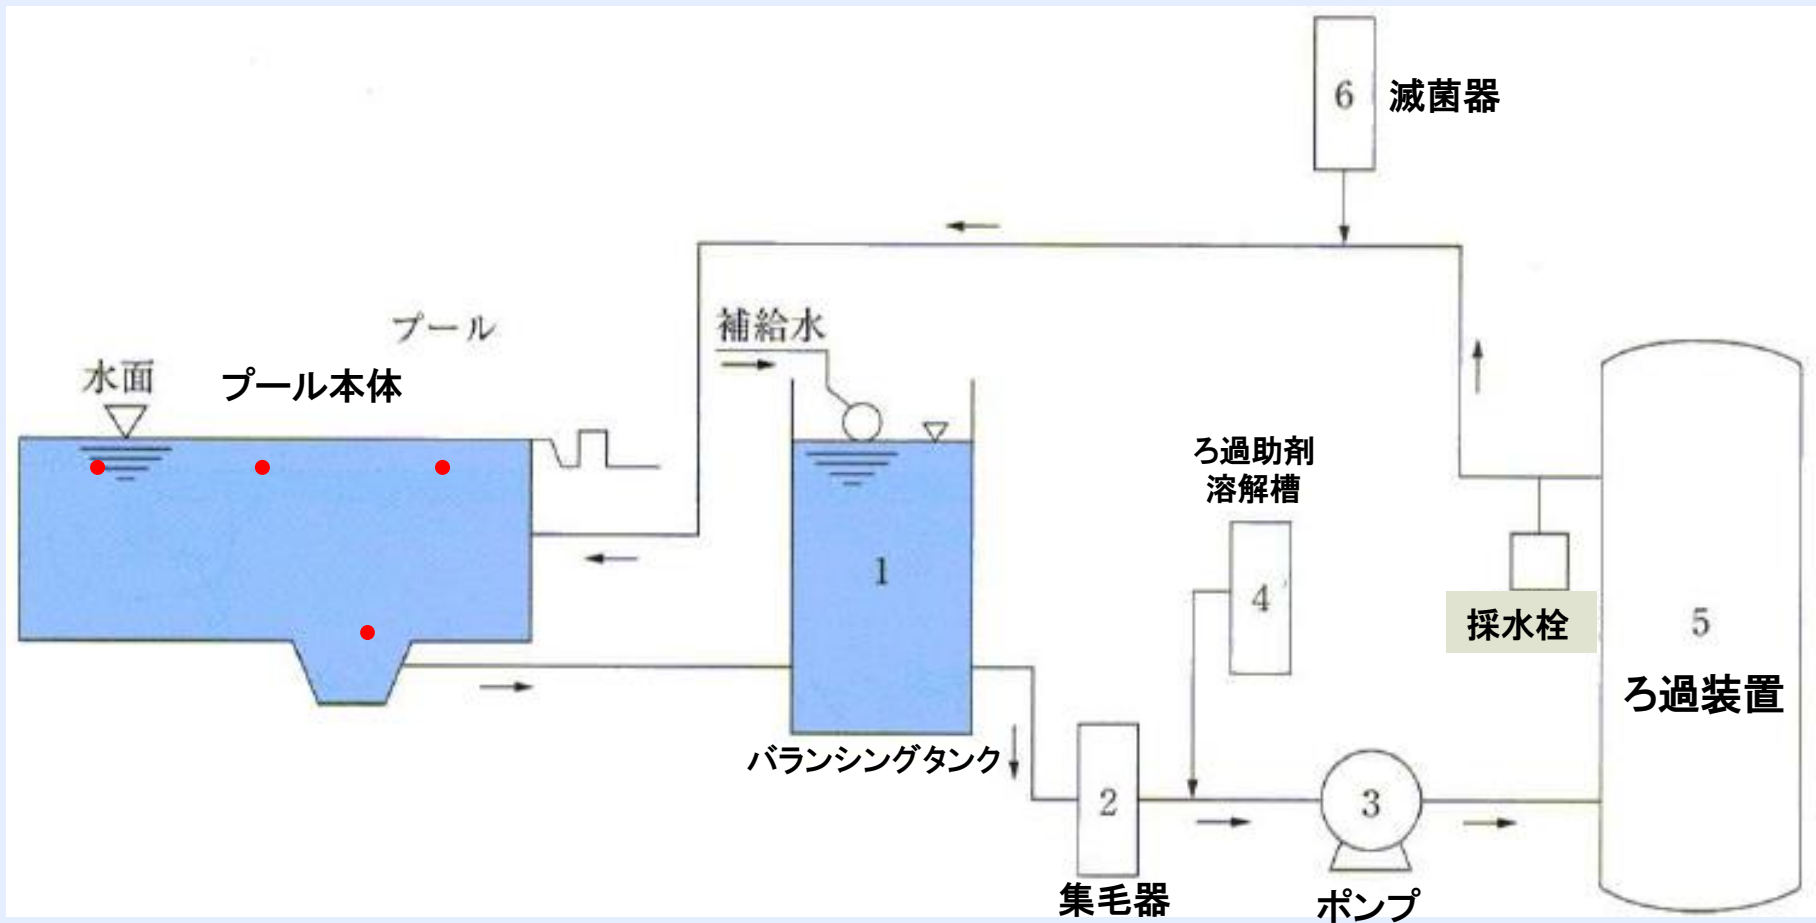 6
滅菌器
プール
補給水
水面
プール本体
ろ過助剤
溶解槽
1
4
採水栓
5
ろ過装置
バランシングタンク
2
3
集毛器
ポンプ